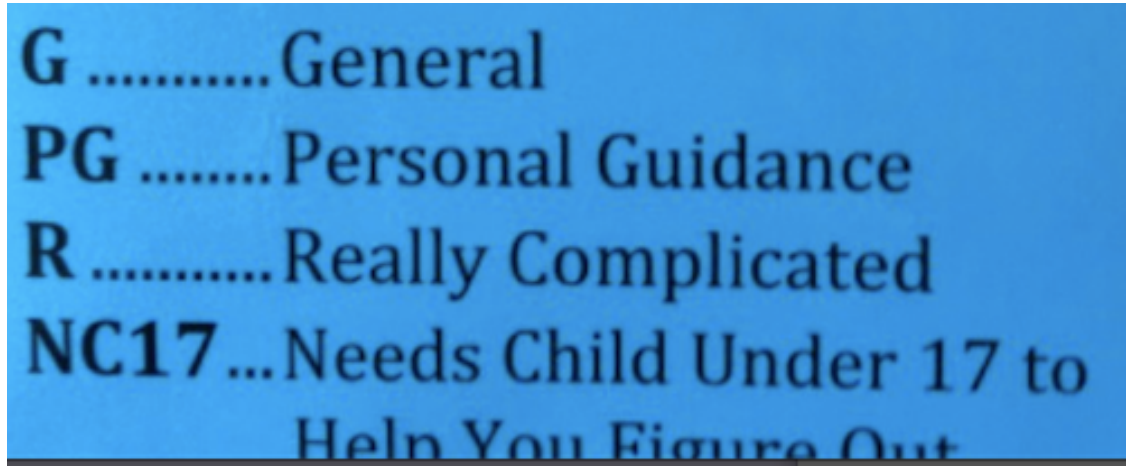 G ........... General
PG ........ Personal Guidance
R ........... Really Complicated
NC17... Needs Child Under 17 to
Help You Figure Out